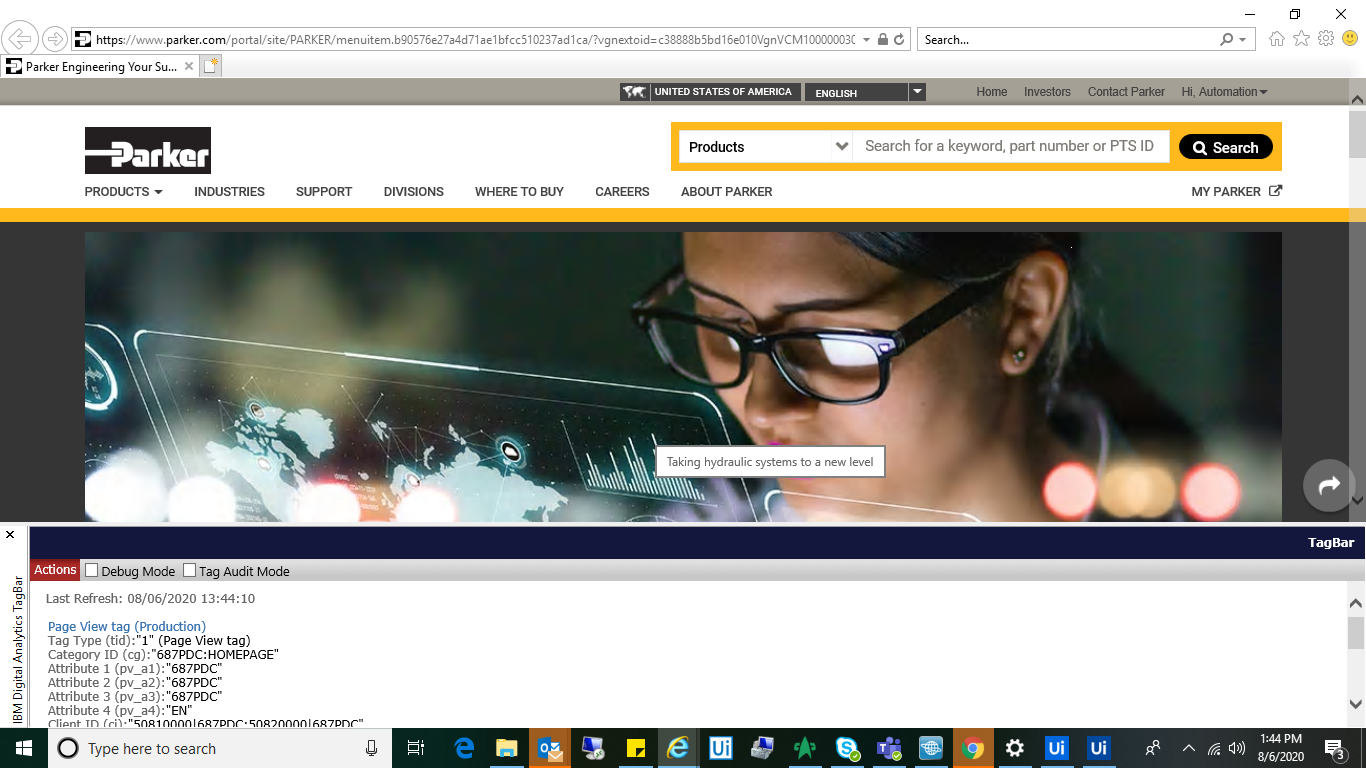 https://www.parker.com/portal/site/PARKER/menuitem.b90576e27a4d71ae1bfcc510237ad1ca/?vgnextoid=c38888b5bd16e010VgnVCM100000030
Search...
Parker Engineering Your Su...
UNITED STATES OF AMERICA
ENGLISH
Home Investors Contact Parker Hi, Automation
Parker
Products
Search for a keyword, part number or PTS ID
Search
PRODUCTS INDUSTRIES SUPPORT DIVISIONS WHERE TO BUY CAREERS ABOUT PARKER
MY PARKER
Taking hydraulic systems to a new level
TagBar
Actions Debug Mode Tag Audit Mode
IBM Digital Analytics TagBar
Last Refresh: 08/06/2020 13:44:10
Page View tag (Production)
Tag Type (tid):"1" (Page View tag)
Category ID (cg):"687PDC:HOMEPAGE"
Attribute 1 (pv_a1):"687PDC"
Attribute 2 (pv_a2):"687PDC"
Attribute 3 (pv_a3):"687PDC"
Attribute 4 (pv_a4):"EN"
Client ID (ci):"50810000|687PDC;50820000|687PDC"
Type here to search
Ui
Ui
Ui
1:44 PM
8/6/2020
3